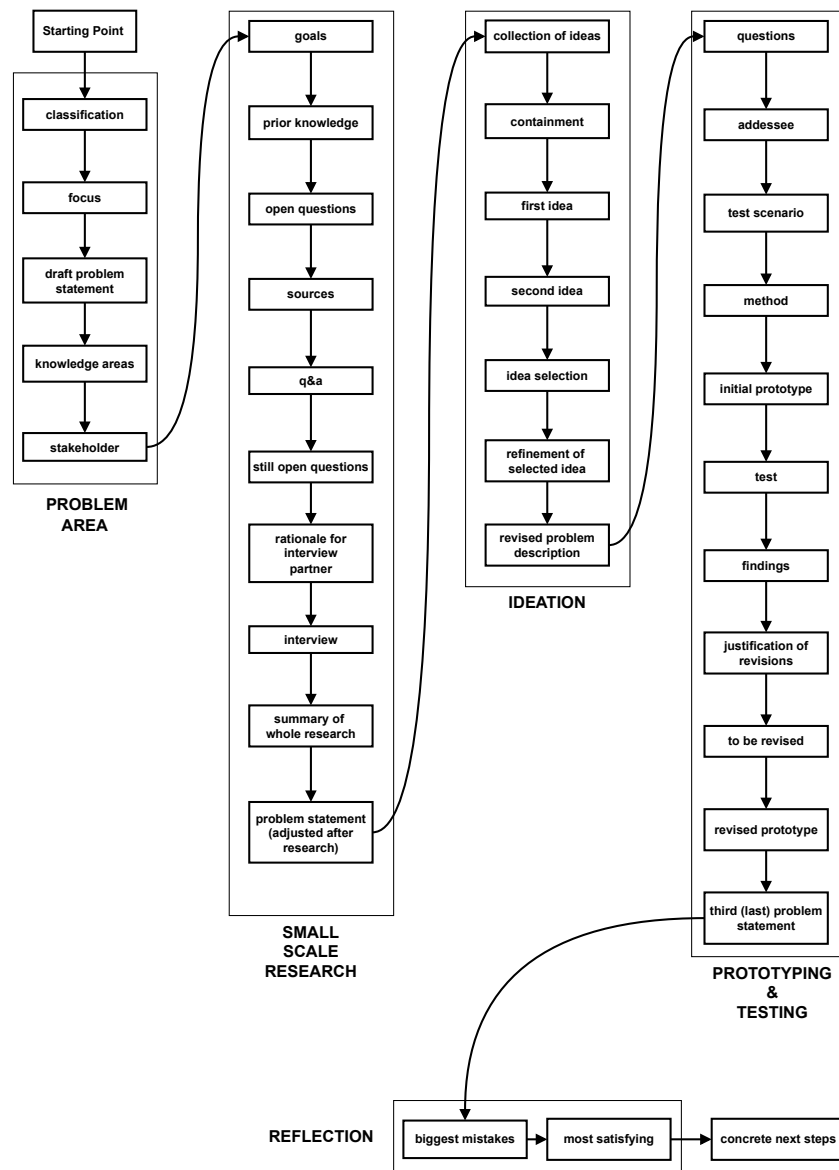 Starting Point
classification
focus
draft problem
statement
knowledge areas
stakeholder
PROBLEM
AREA
goals
prior knowledge
open questions
sources
q&a
still open questions
rationale for
interview
partner
interview
summary of
whole research
problem statement
(adjusted after
research)
SMALL
SCALE
RESEARCH
collection of ideas
containment
first idea
second idea
idea selection
refinement of
selected idea
revised problem
description
IDEATION
questions
addessee
test scenario
method
initial prototype
test
findings
justification of
revisions
to be revised
revised prototype
third (last) problem
statement
PROTOTYPING
&
TESTING
REFLECTION
biggest mistakes
most satisfying
concrete next steps